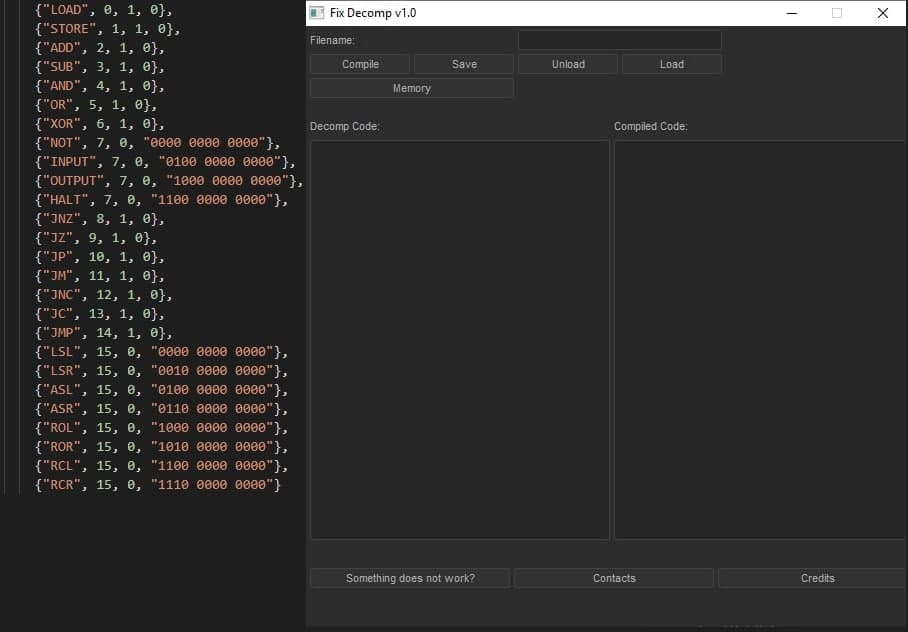 {"LOAD", 0, 1, 0},
{"STORE", 1, 1, 0},
{"ADD", 2, 1, 0},
{"SUB", 3, 1, 0},
{"AND", 4, 1, 0},
{"OR", 5, 1, 0},
{"XOR", 6, 1, 0},
{"NOT", 7, 0, "0000 0000 0000"},
{"INPUT", 7, 0, "0100 0000 0000"},
{"OUTPUT", 7, 0, "1000 0000 0000"},
{"HALT", 7, 0, "1100 0000 0000"},
{"JNZ", 8, 1, 0},
{"JZ", 9, 1, 0},
{"JP", 10, 1, 0},
{"JM", 11, 1, 0},
{"JNC", 12, 1, 0},
{"JC", 13, 1, 0},
{"JMP", 14, 1, 0},
{"LSL", 15, 0, "0000 0000 0000"},
{"LSR", 15, 0, "0010 0000 0000"},
{"ASL", 15, 0, "0100 0000 0000"},
{"ASR", 15, 0, "0110 0000 0000"},
{"ROL", 15, 0, "1000 0000 0000"},
{"ROR", 15, 0, "1010 0000 0000"},
{"RCL", 15, 0, "1100 0000 0000"},
{"RCR", 15, 0, "1110 0000 0000"}
Fix Decomp v1.0
Filename:
Compile Save Unload Load
Memory
Decomp Code: Compiled Code:
Something does not work? Contacts Credits